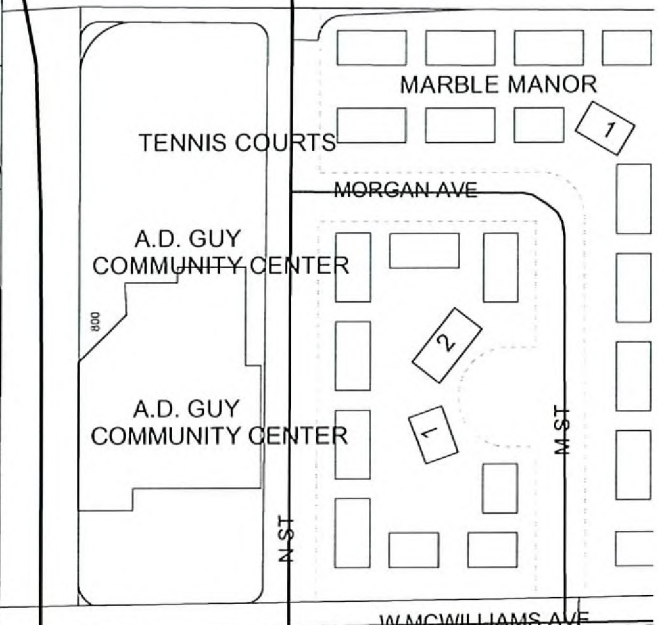 MARBLE MANOR
1
TENNIS COURTS
MORGAN AVE
A.D. GUY
COMMUNITY CENTER
800
2
A.D. GUY
COMMUNITY CENTER
1
M ST
N ST
W MCWILLIAMS AVE